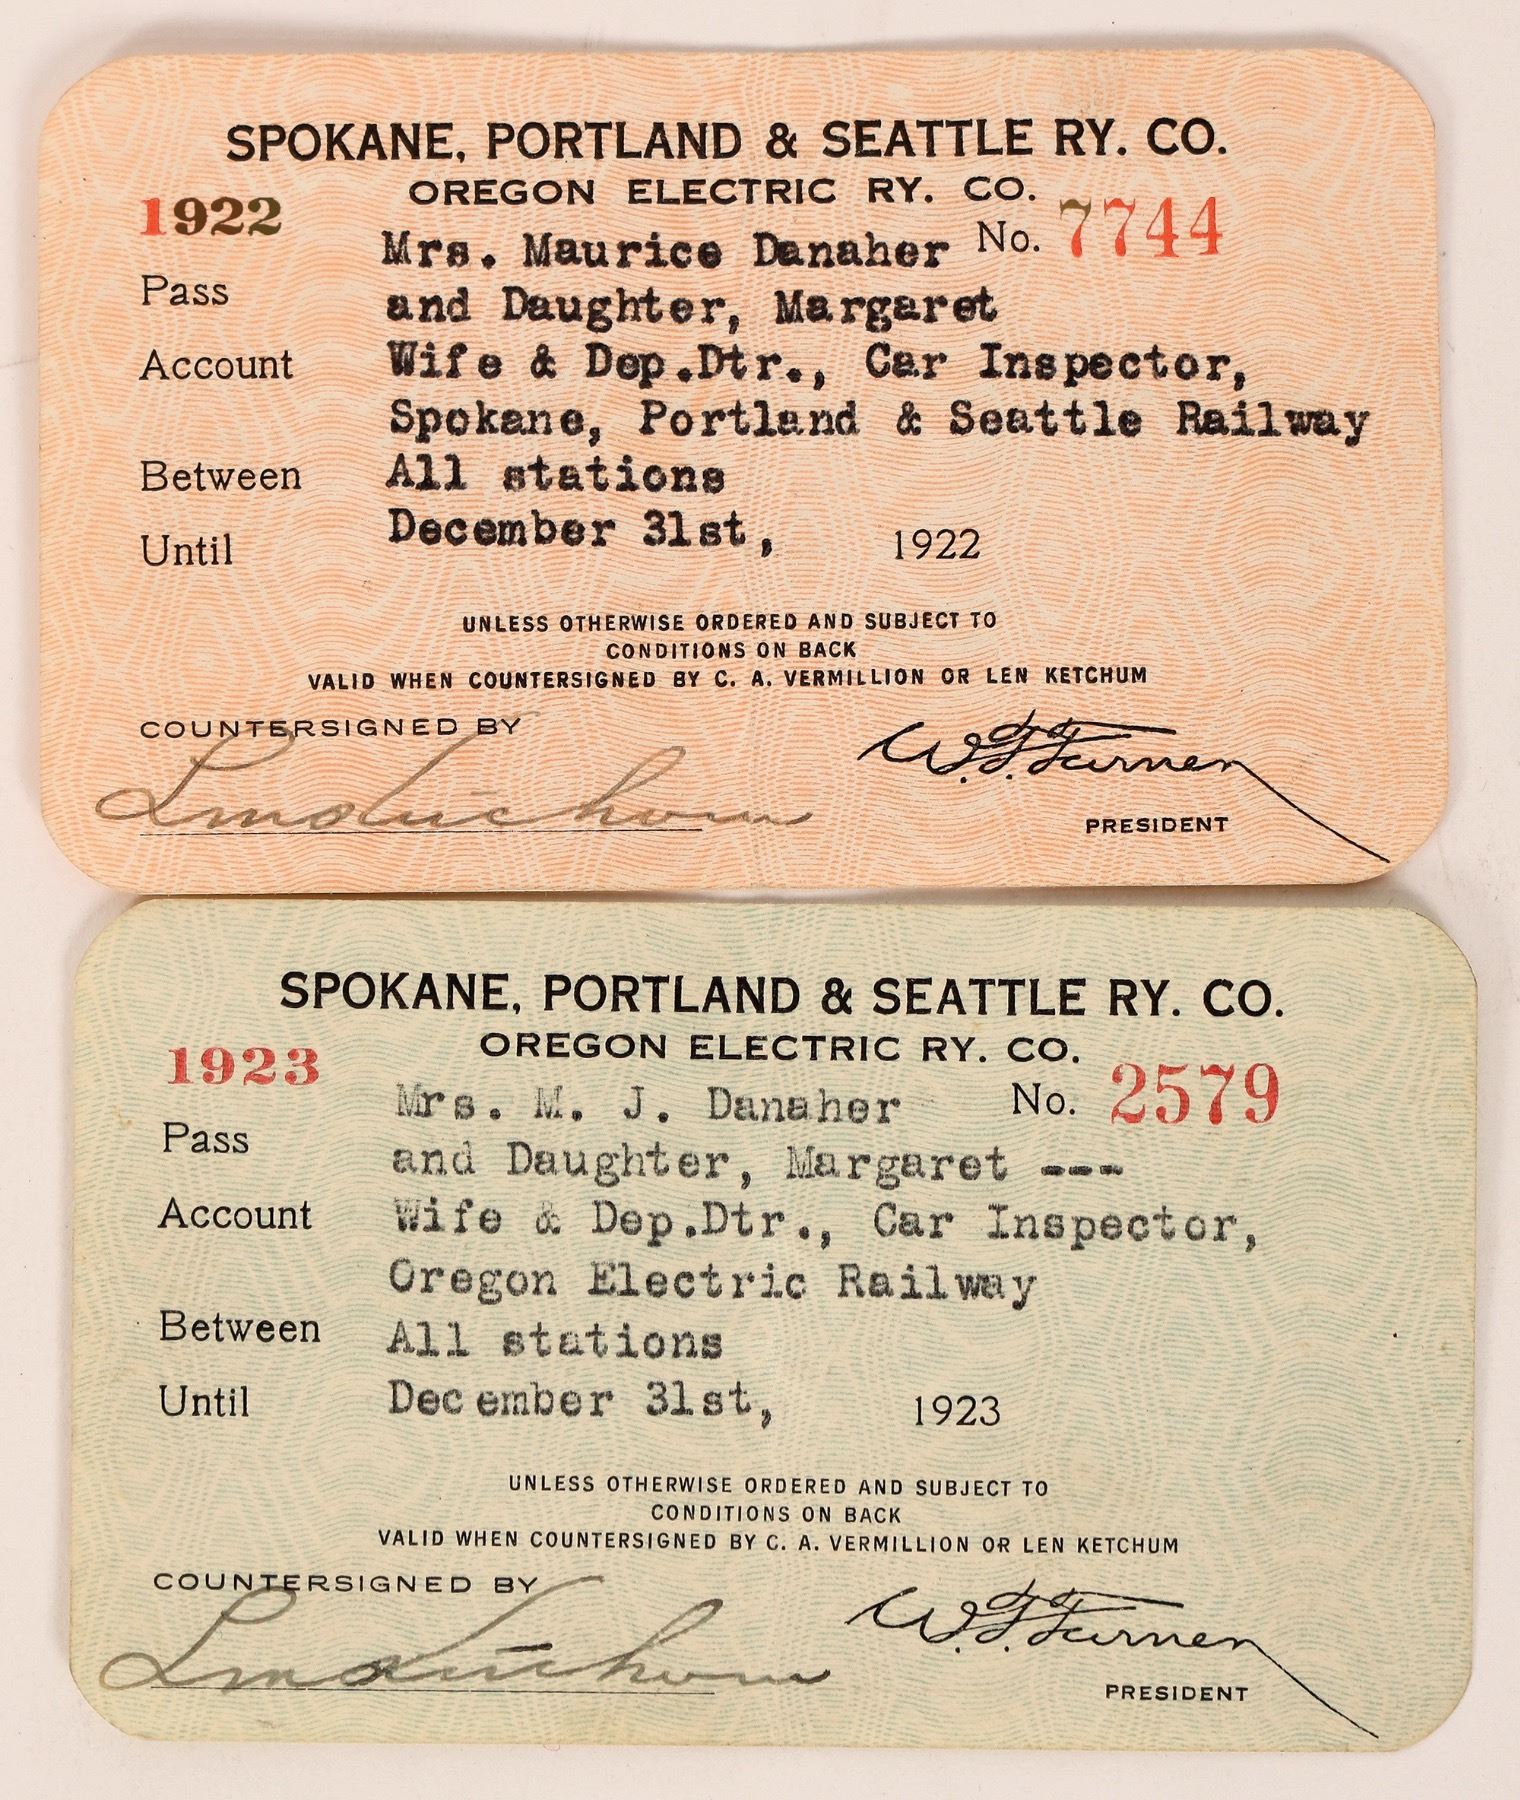 SPOKANE, PORTLAND & SEATTLE RY. CO.
OREGON ELECTRIC RY. CO.
1922
No. 7744
Pass Mrs. Maurice Danaher
and Daughter, Margaret
Account Wife & Dep.Dtr., Car Inspector,
Spokane, Portland & Seattle Railway
Between All stations
Until December 31st, 1922
UNLESS OTHERWISE ORDERED AND SUBJECT TO
CONDITIONS ON BACK
VALID WHEN COUNTERSIGNED BY C. A. VERMILLION OR LEN KETCHUM
COUNTERSIGNED BY
W. F. Turner
PRESIDENT
SPOKANE, PORTLAND & SEATTLE RY. CO.
OREGON ELECTRIC RY. CO.
1923
No. 2579
Pass Mrs. M. J. Danaher
and Daughter, Margaret ---
Account Wife & Dep.Dtr., Car Inspector,
Oregon Electric Railway
Between All stations
Until December 31st, 1923
UNLESS OTHERWISE ORDERED AND SUBJECT TO
CONDITIONS ON BACK
VALID WHEN COUNTERSIGNED BY C. A. VERMILLION OR LEN KETCHUM
COUNTERSIGNED BY
W. F. Turner
PRESIDENT